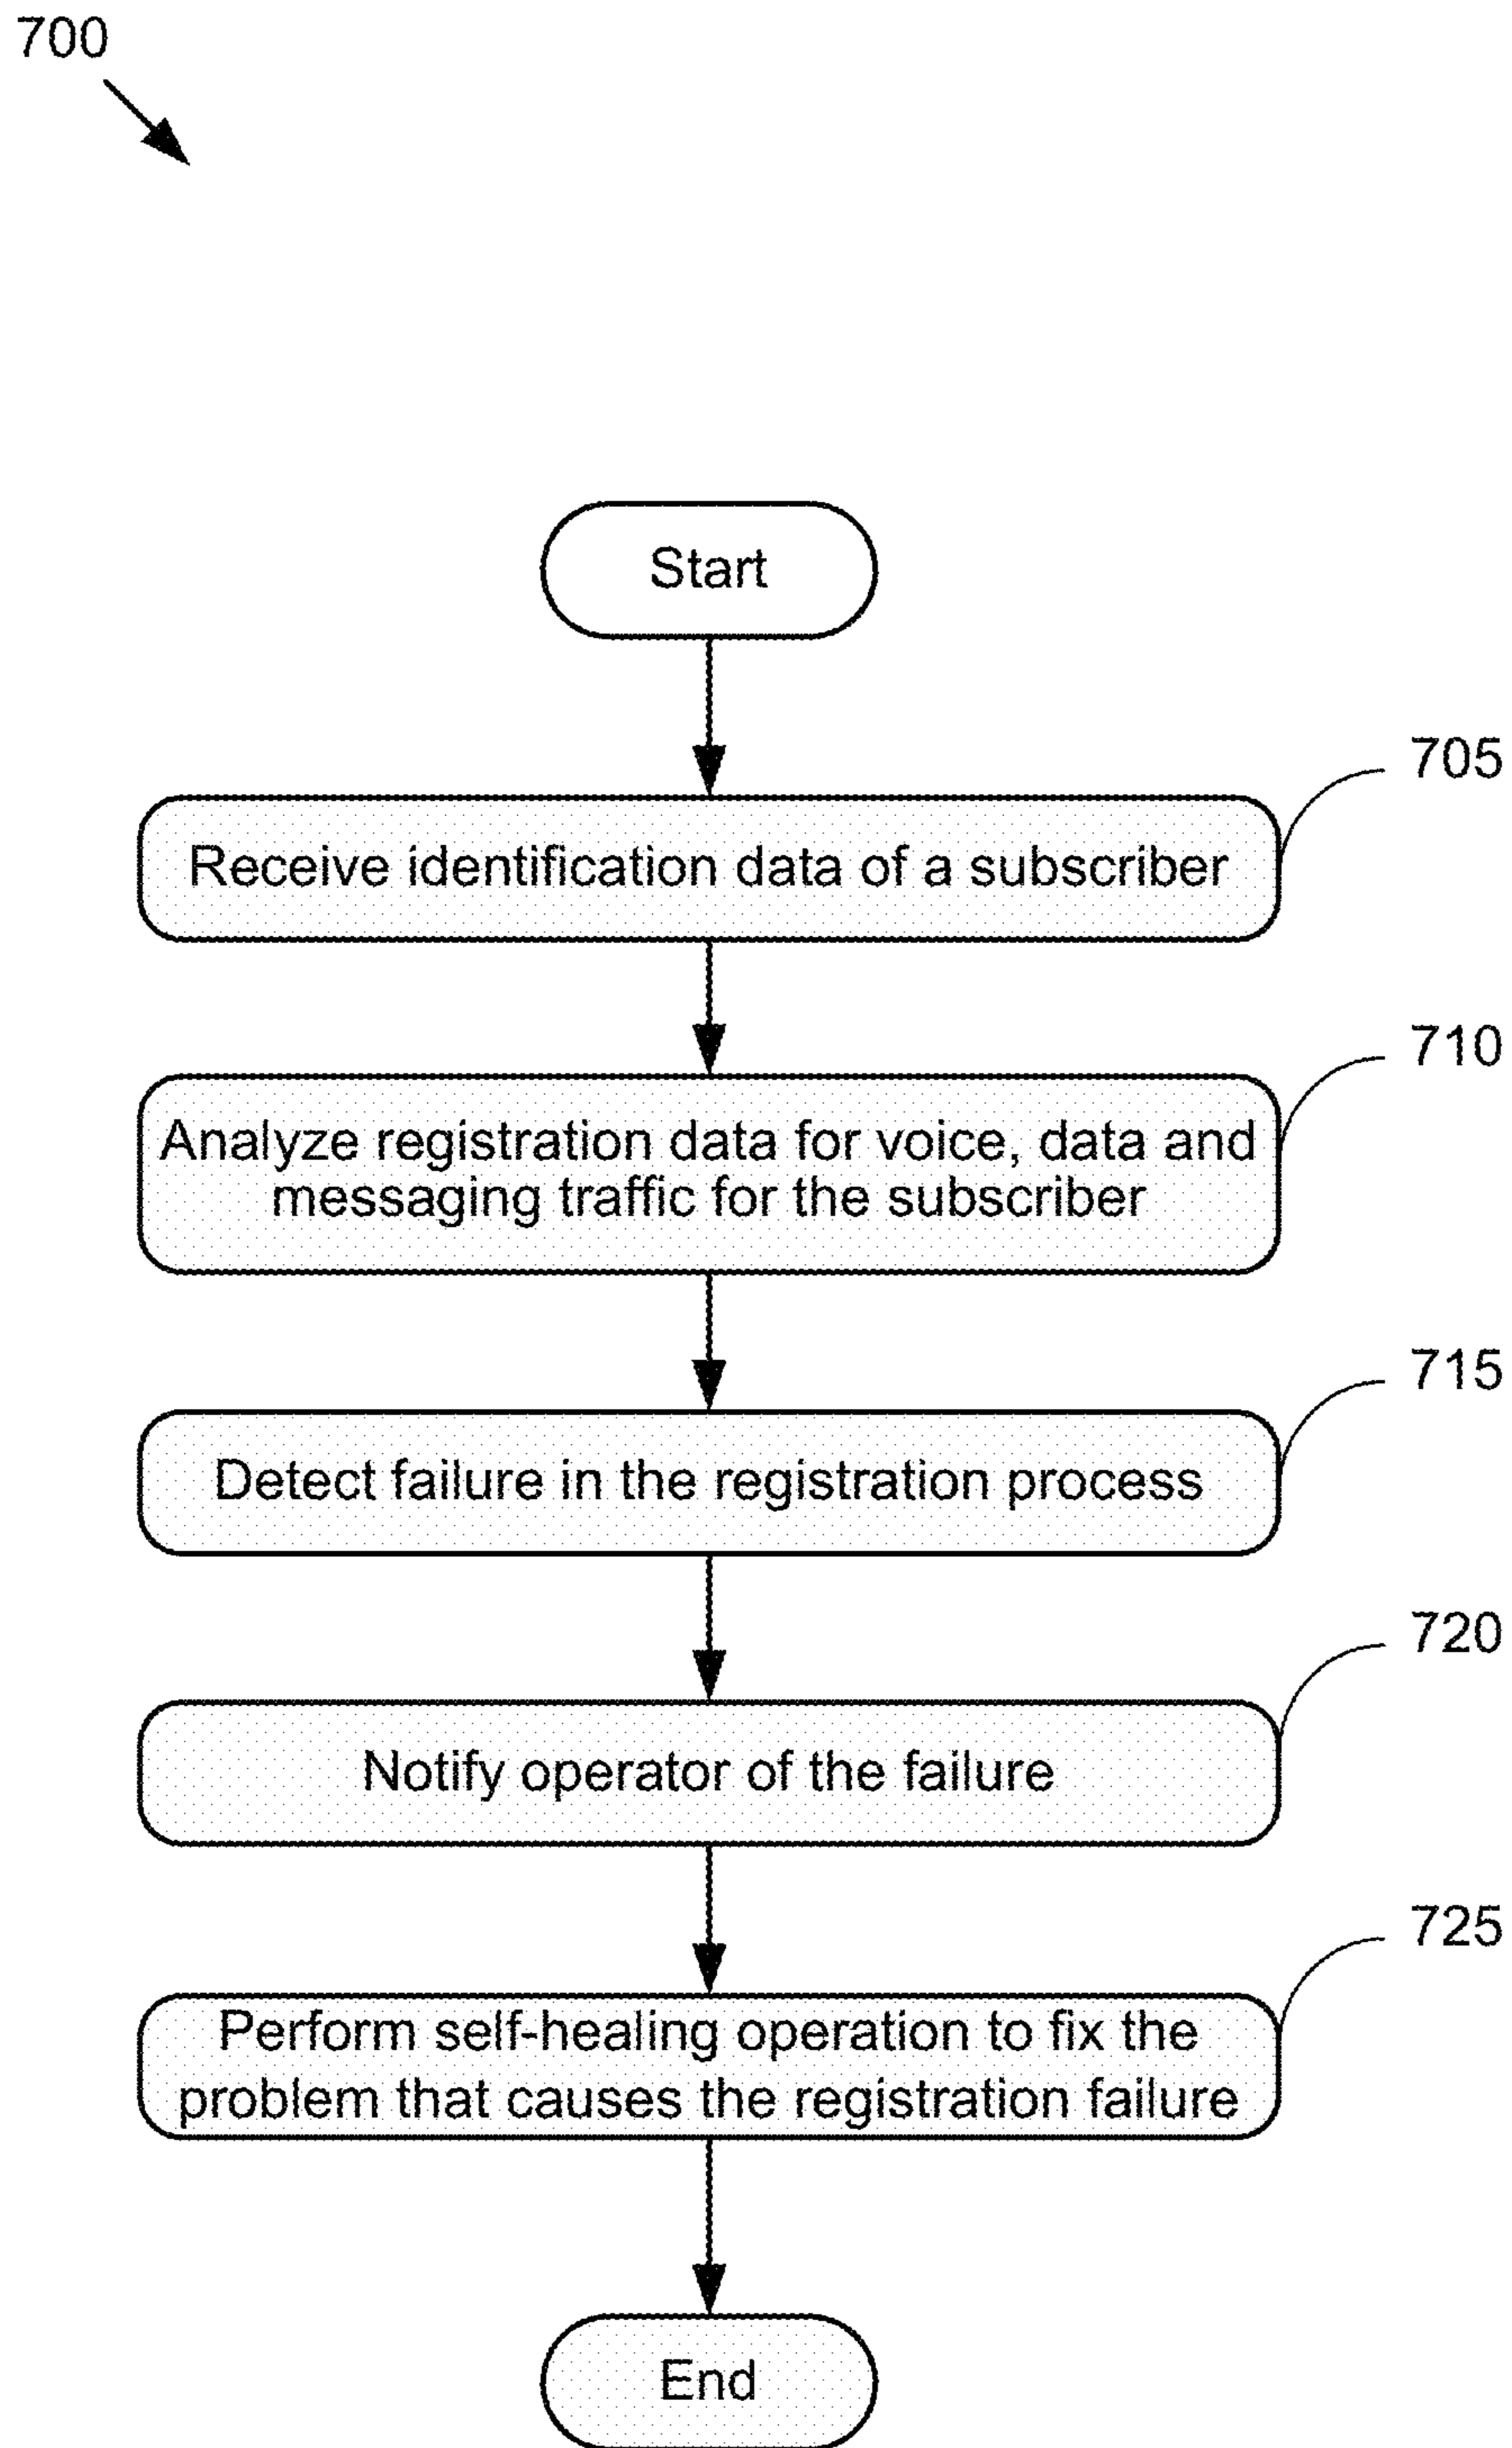 700
Start
705
Receive identification data of a subscriber
710
Analyze registration data for voice, data and
messaging traffic for the subscriber
715
Detect failure in the registration process
720
Notify operator of the failure
725
Perform self-healing operation to fix the
problem that causes the registration failure
End